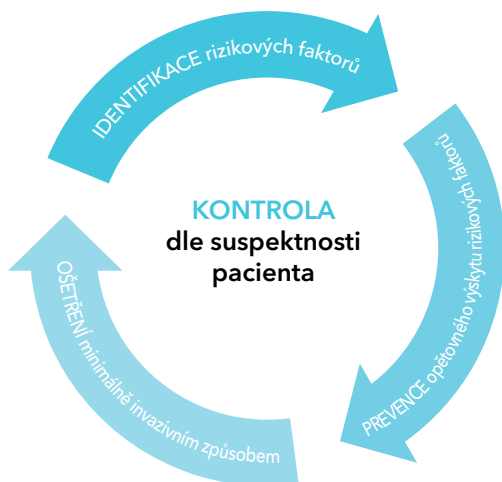 IDENTIFIKACE rizikových faktorů
PREVENCE opětovného výskytu rizikových faktorů
OŠETŘENÍ minimálně invazivním způsobem
KONTROLA
dle suspektnosti
pacienta